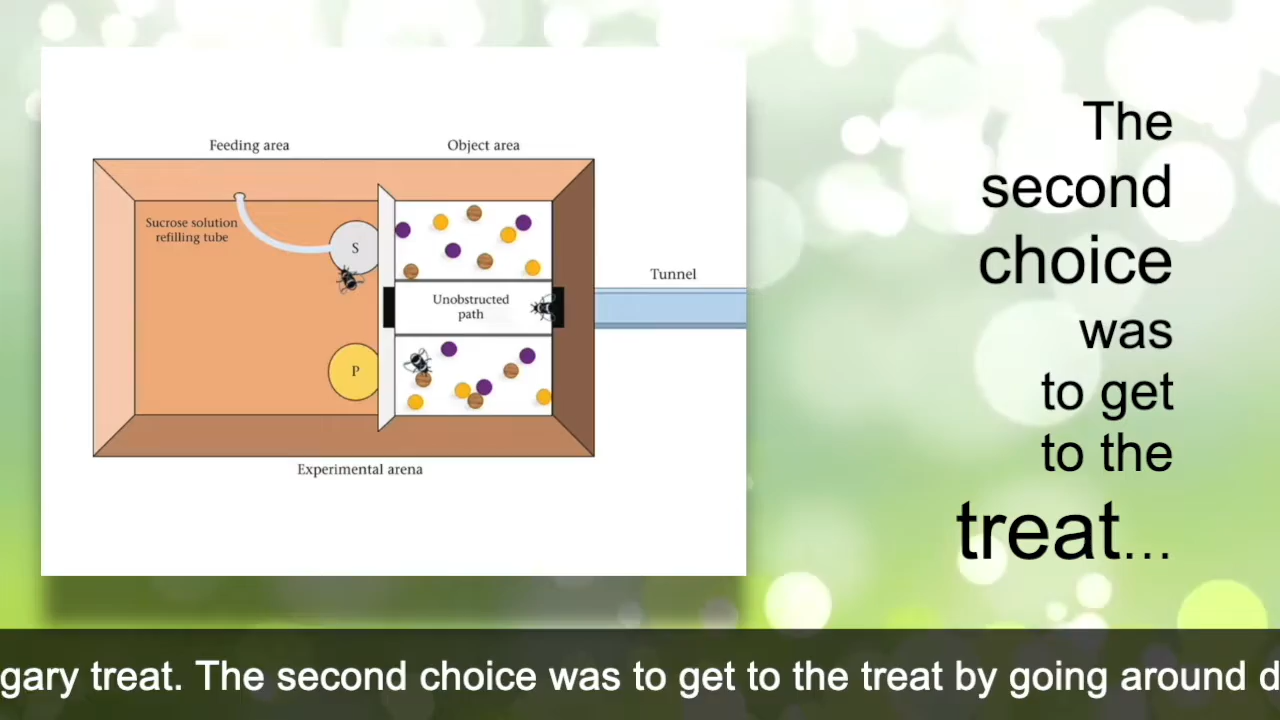 Feeding area
Object area
Sucrose solution
refilling tube
S
Unobstructed
path
Tunnel
P
Experimental arena
The
second
choice
was
to get
to the
treat...
gary treat. The second choice was to get to the treat by going around d